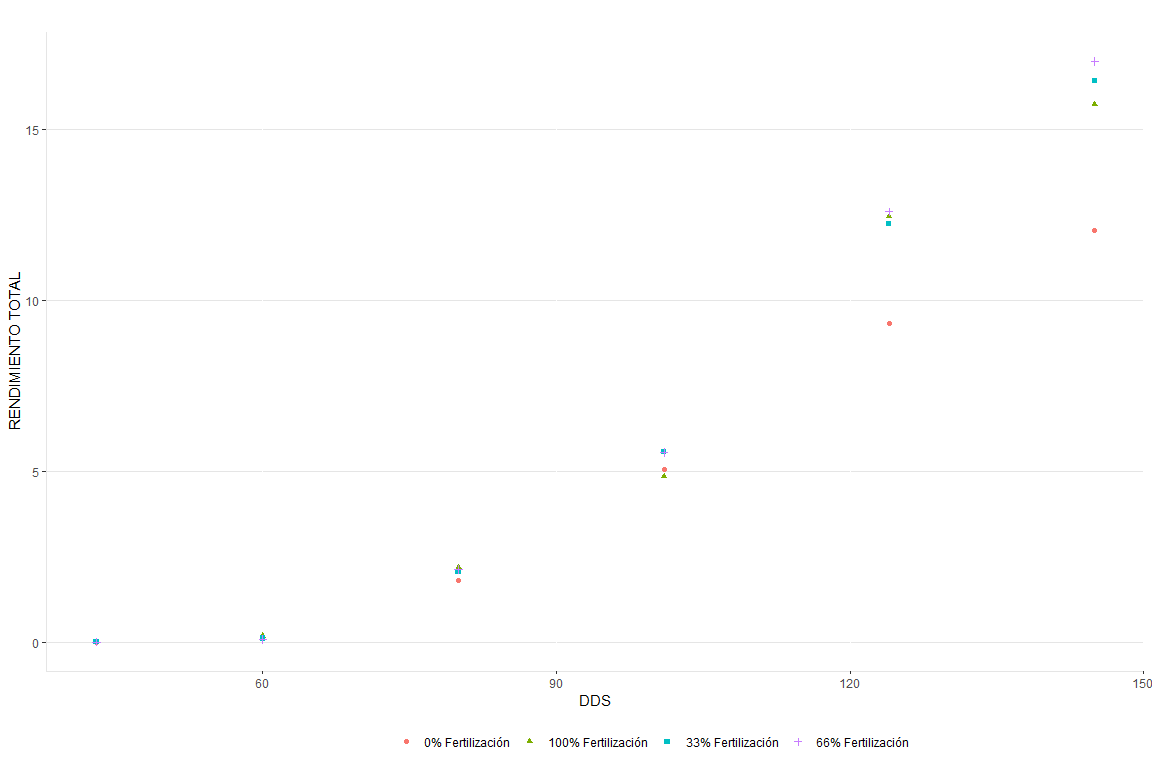 RENDIMIENTO TOTAL
15
10
5
0
60 90 120 150
DDS
0% Fertilización 100% Fertilización 33% Fertilización 66% Fertilización